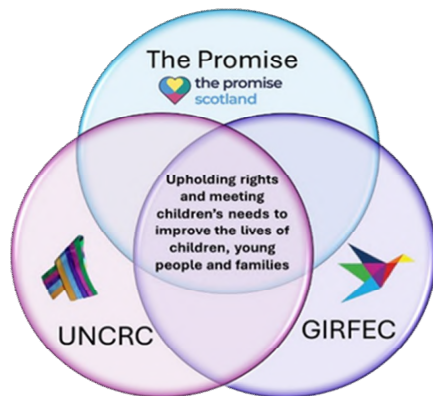 The Promise
the promise
scotland
Upholding rights
and meeting
children's needs to
improve the lives of
children, young
people and families
UNCRC
GIRFEC